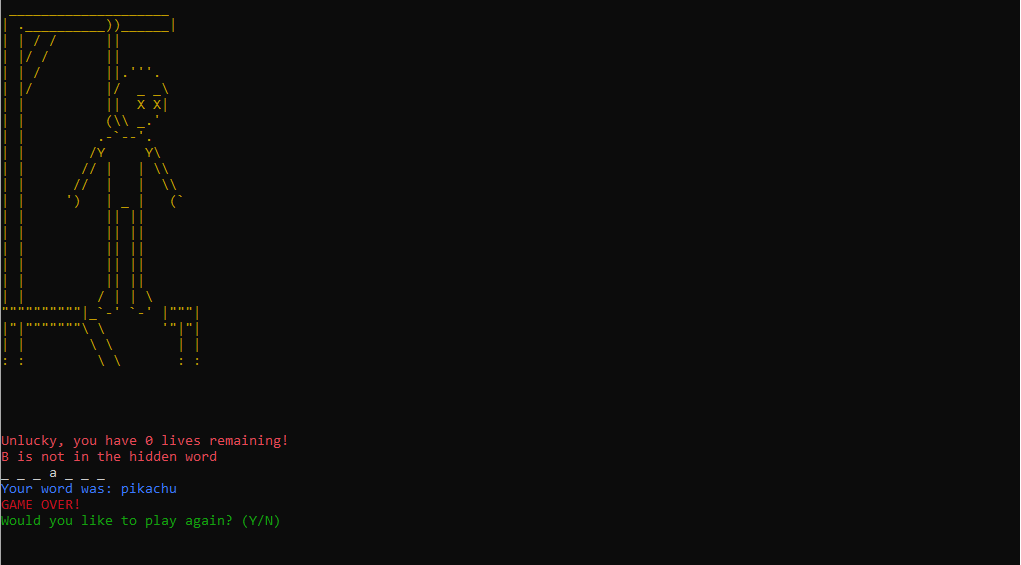 X X
Y Y
Unlucky, you have 0 lives remaining!
B is not in the hidden word
_ _ _ a _ _ _
Your word was: pikachu
GAME OVER!
Would you like to play again? (Y/N)